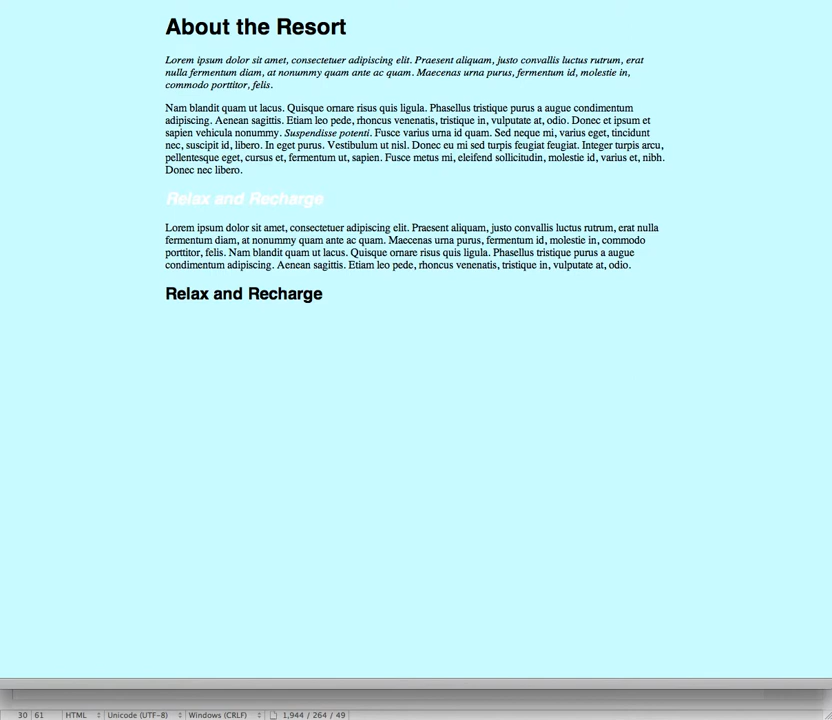 About the Resort
Lorem ipsum dolor sit amet, consectetuer adipiscing elit. Praesent aliquam, justo convallis luctus rutrum, erat
nulla fermentum diam, at nonummy quam ante ac quam. Maecenas urna purus, fermentum id, molestie in,
commodo porttitor, felis.
Nam blandit quam ut lacus. Quisque ornare risus quis ligula. Phasellus tristique purus a augue condimentum
adipiscing. Aenean sagittis. Etiam leo pede, rhoncus venenatis, tristique in, vulputate at, odio. Donec et ipsum et
sapien vehicula nonummy. Suspendisse potenti. Fusce varius urna id quam. Sed neque mi, varius eget, tincidunt
nec, suscipit id, libero. In eget purus. Vestibulum ut nisl. Donec eu mi sed turpis feugiat feugiat. Integer turpis arcu,
pellentesque eget, cursus et, fermentum ut, sapien. Fusce metus mi, eleifend sollicitudin, molestie id, varius et, nibh.
Donec nec libero.
Relax and Recharge
Lorem ipsum dolor sit amet, consectetuer adipiscing elit. Praesent aliquam, justo convallis luctus rutrum, erat nulla
fermentum diam, at nonummy quam ante ac quam. Maecenas urna purus, fermentum id, molestie in, commodo
porttitor, felis. Nam blandit quam ut lacus. Quisque ornare risus quis ligula. Phasellus tristique purus a augue
condimentum adipiscing. Aenean sagittis. Etiam leo pede, rhoncus venenatis, tristique in, vulputate at, odio.
Relax and Recharge
30 61 HTML Unicode (UTF-8) Windows (CRLF) 1,944 / 264 / 49